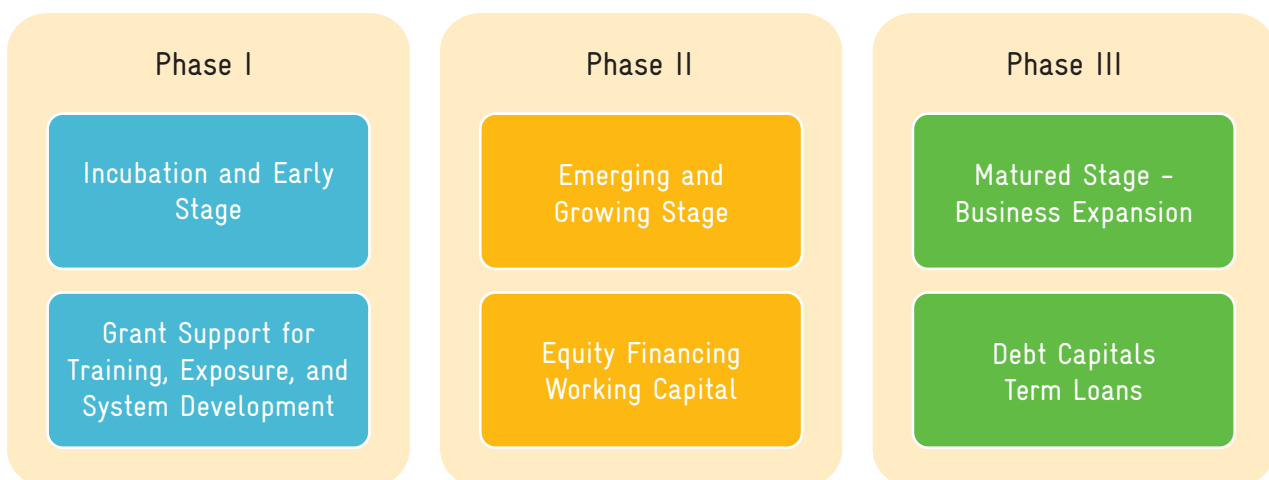 Phase I
Incubation and Early
Stage
Grant Support for
Training, Exposure, and
System Development
Phase II
Emerging and
Growing Stage
Equity Financing
Working Capital
Phase III
Matured Stage –
Business Expansion
Debt Capitals
Term Loans